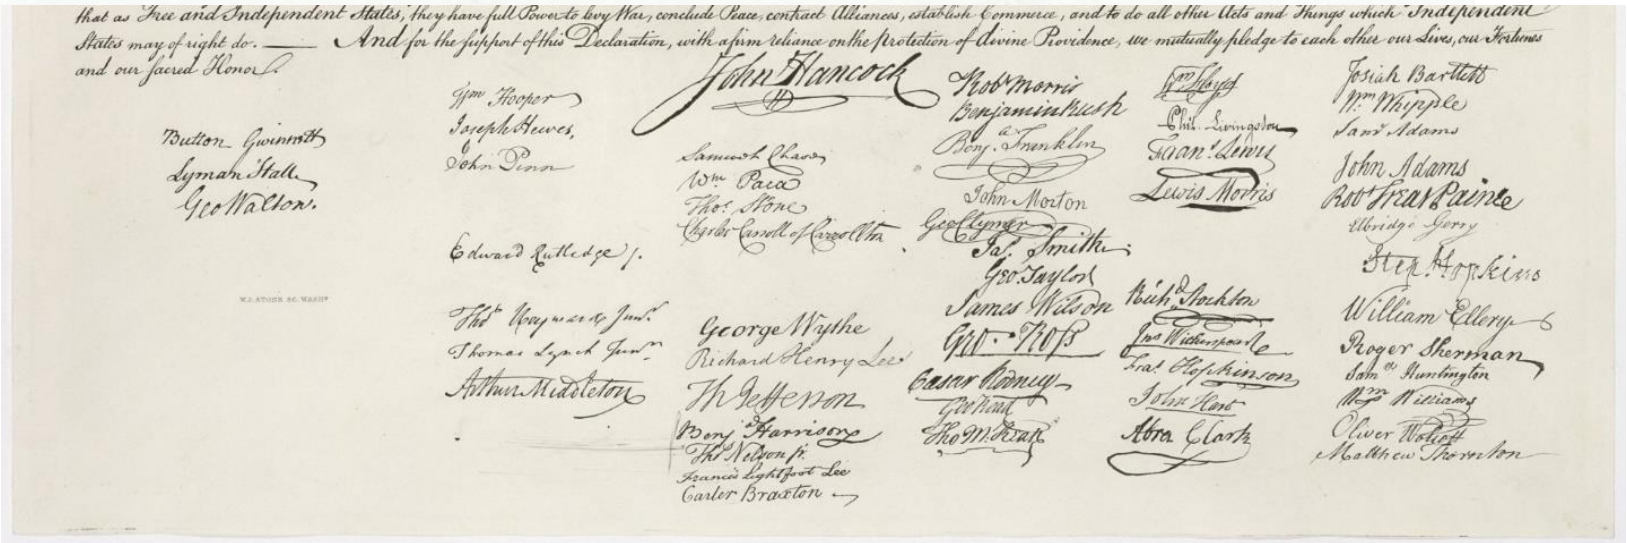 that as Free and Independent States, they have full Power to levy War, conclude Peace, contract Alliances, establish Commerce, and to do all other Acts and Things which Independent
States may of right do. — And for the support of this Declaration, with a firm reliance on the protection of divine Providence, we mutually pledge to each other our Lives, our Fortunes
and our sacred Honor.
Button Gwinnett
Lyman Hall
Geo Walton.
W. J. STONE SC. WASHN
Wm Hooper
Joseph Hewes,
John Penn
Edward Rutledge /.
Thos Heyward Junr.
Thomas Lynch Junr.
Arthur Middleton
John Hancock
Samuel Chase
Wm. Paca
Thos. Stone
Charles Carroll of Carrollton
George Wythe
Richard Henry Lee
Th Jefferson
Benj Harrison
Thos Nelson jr.
Francis Lightfoot Lee
Carter Braxton
Robt Morris
Benjamin Rush
Benja. Franklin
John Morton
Geo Clymer
Jas. Smith
Geo. Taylor
James Wilson
Geo. Ross
Caesar Rodney
Geo Read
Tho M:Kean
Wm Floyd
Phil. Livingston
Frans. Lewis
Lewis Morris
Richd. Stockton
Jno Witherspoon
Fras. Hopkinson
John Hart
Abra Clark
Josiah Bartlett
Wm Whipple
Saml Adams
John Adams
Robt Treat Paine
Elbridge Gerry
Step. Hopkins
William Ellery
Roger Sherman
Samel Huntington
Wm Williams
Oliver Wolcott
Matthew Thornton